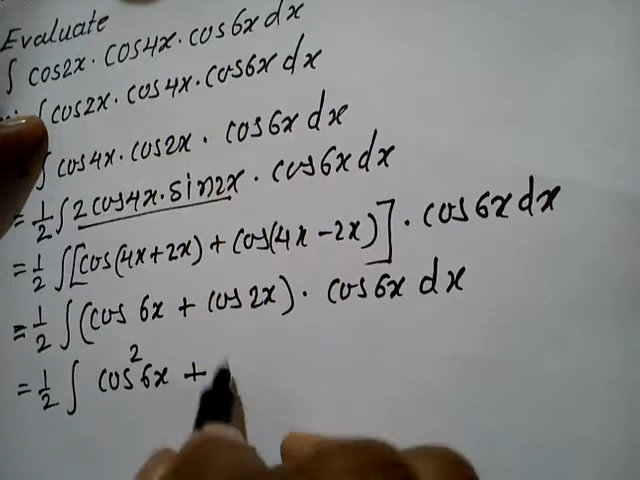 Evaluate
∫ cos2x · cos4x · cos6x dx
∫ cos2x · cos4x · cos6x dx
∫ cos4x · cos2x · cos6x dx
= 1/2 ∫ 2 cos4x · sin2x · cos6x dx
= 1/2 ∫ [cos(4x+2x) + cos(4x-2x)] · cos6x dx
= 1/2 ∫ (cos 6x + cos 2x) · cos6x dx
= 1/2 ∫ cos²6x +